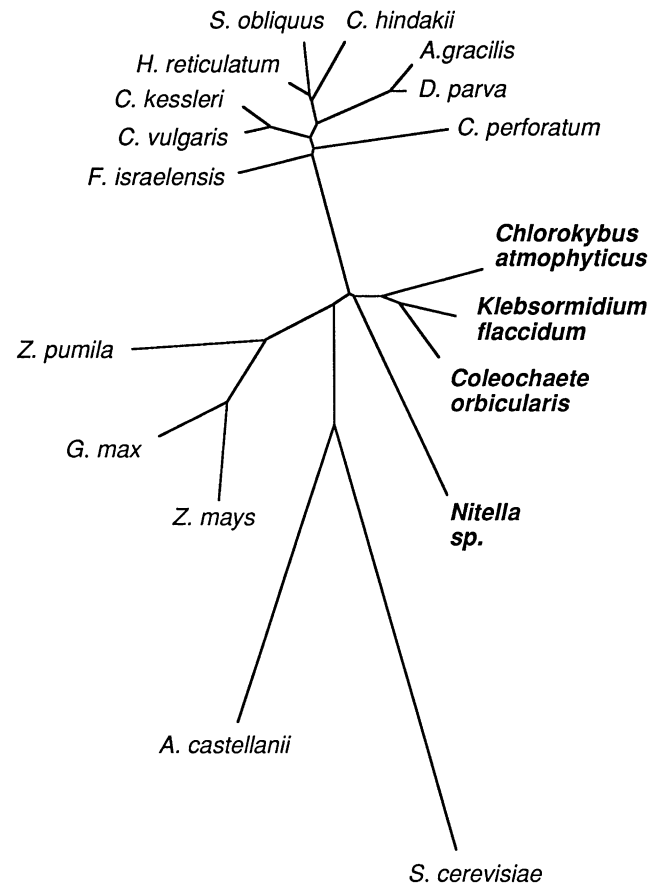 S. obliquus
C. hindakii
H. reticulatum
A.gracilis
C. kessleri
D. parva
C. vulgaris
C. perforatum
F. israelensis
Chlorokybus
atmophyticus
Klebsormidium
flaccidum
Z. pumila
Coleochaete
orbicularis
G. max
Z. mays
Nitella
sp.
A. castellanii
S. cerevisiae